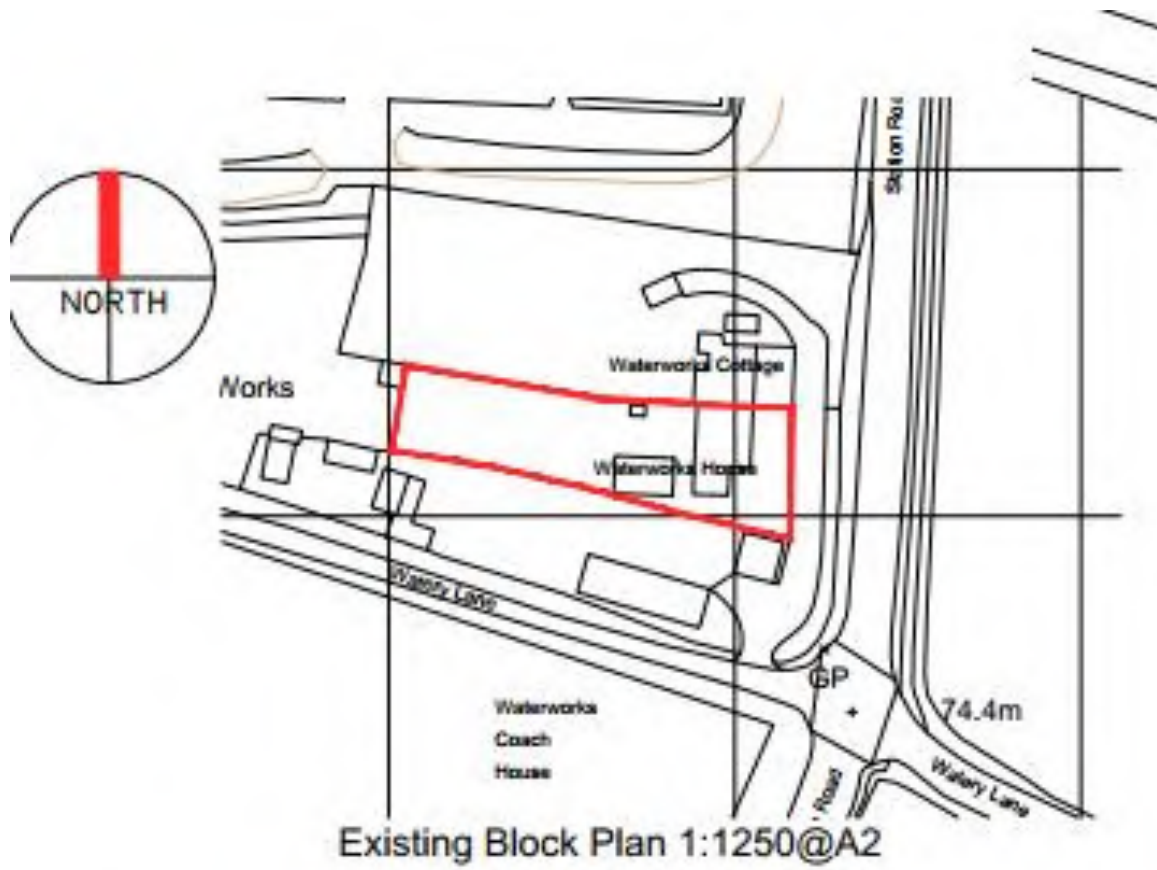 Station Roa
NORTH
Waterworks Cottage
Works
Waterworks House
Watery Lane
GP
74.4m
Waterworks
Coach
House
Road
Watery Lane
Existing Block Plan 1:1250@A2